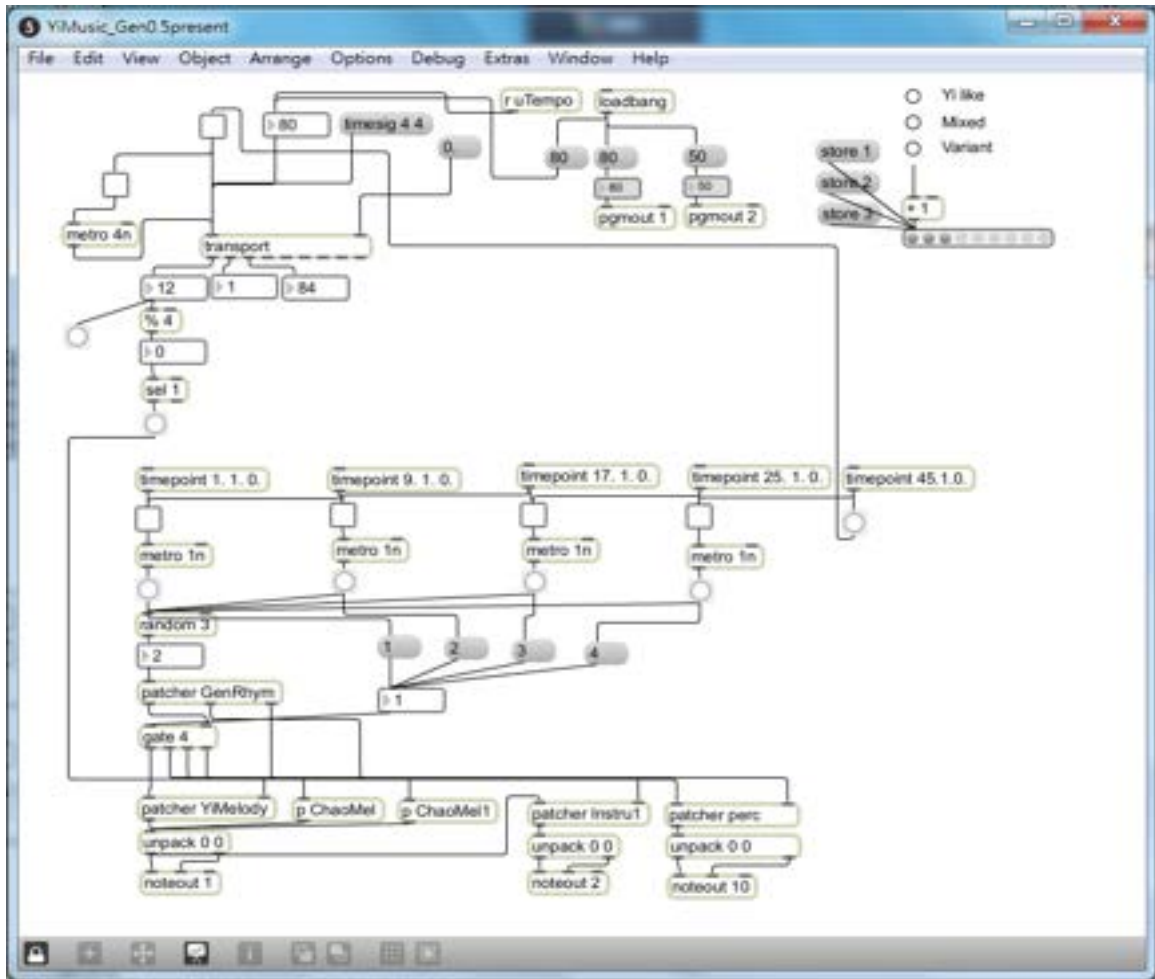 YiMusic_Gen0.5present
File Edit View Object Arrange Options Debug Extras Window Help
r uTempo loadbang
Yi like
80 timesig 4 4
Mixed
0
80 80 50
store 1
Variant
80 50
store 2
metro 4n
pgmout 1 pgmout 2
store 3
+ 1
transport
12 1 84
% 4
0
sel 1
timepoint 1. 1. 0. timepoint 9. 1. 0. timepoint 17. 1. 0. timepoint 25. 1. 0. timepoint 45.1.0.
metro 1n metro 1n metro 1n metro 1n
random 3
1 2 3 4
2
patcher GenRhym
1
gate 4
patcher YiMelody p ChaoMel p ChaoMel1 patcher Instru1 patcher perc
unpack 0 0 unpack 0 0 unpack 0 0
noteout 1 noteout 2 noteout 10